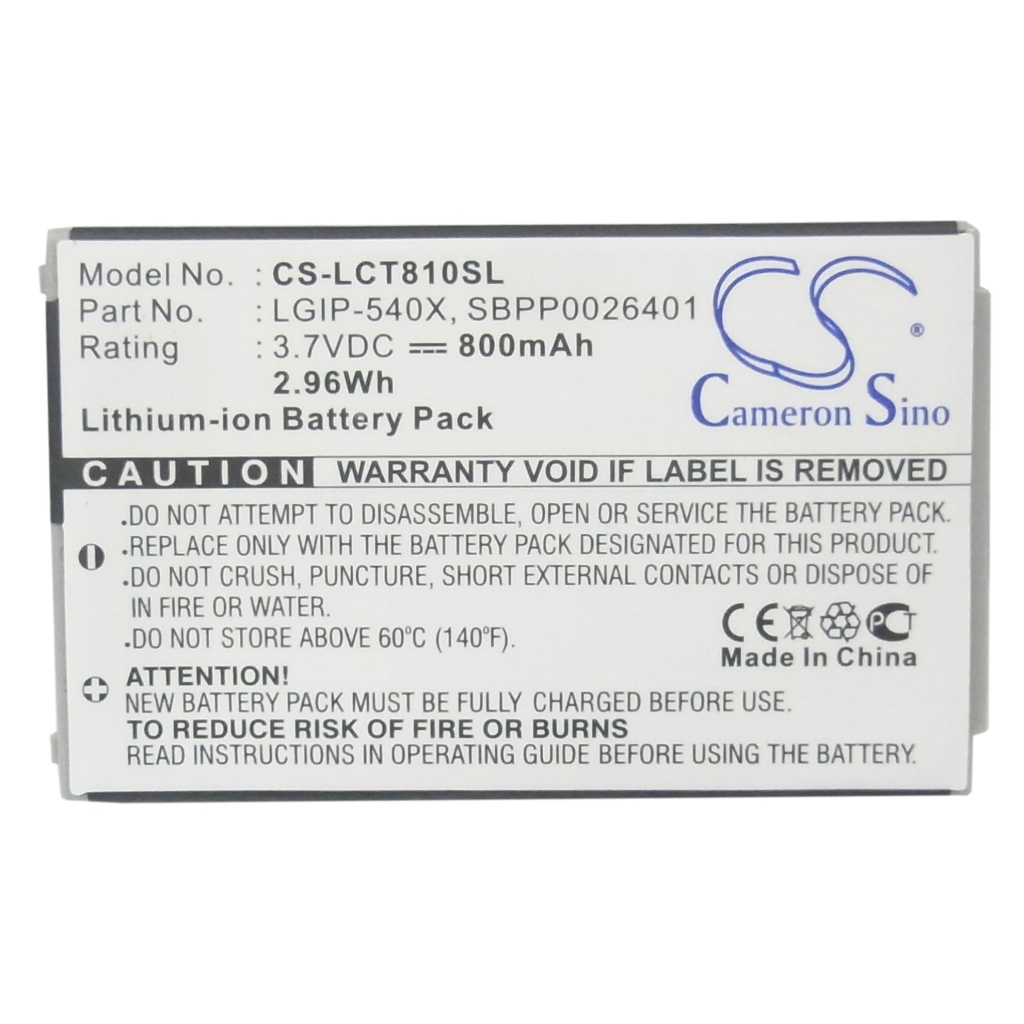 Model No. : CS-LCT810SL
Part No. : LGIP-540X, SBPP0026401
Rating : 3.7VDC ⎓ 800mAh
2.96Wh
Lithium-ion Battery Pack
CS ®
Cameron Sino
CAUTION WARRANTY VOID IF LABEL IS REMOVED
.DO NOT ATTEMPT TO DISASSEMBLE, OPEN OR SERVICE THE BATTERY PACK.
.REPLACE ONLY WITH THE BATTERY PACK DESIGNATED FOR THIS PRODUCT.
.DO NOT CRUSH, PUNCTURE, SHORT EXTERNAL CONTACTS OR DISPOSE OF
IN FIRE OR WATER.
.DO NOT STORE ABOVE 60°C (140°F).
CE PCT
Made In China
ATTENTION!
NEW BATTERY PACK MUST BE FULLY CHARGED BEFORE USE.
TO REDUCE RISK OF FIRE OR BURNS
READ INSTRUCTIONS IN OPERATING GUIDE BEFORE USING THE BATTERY.